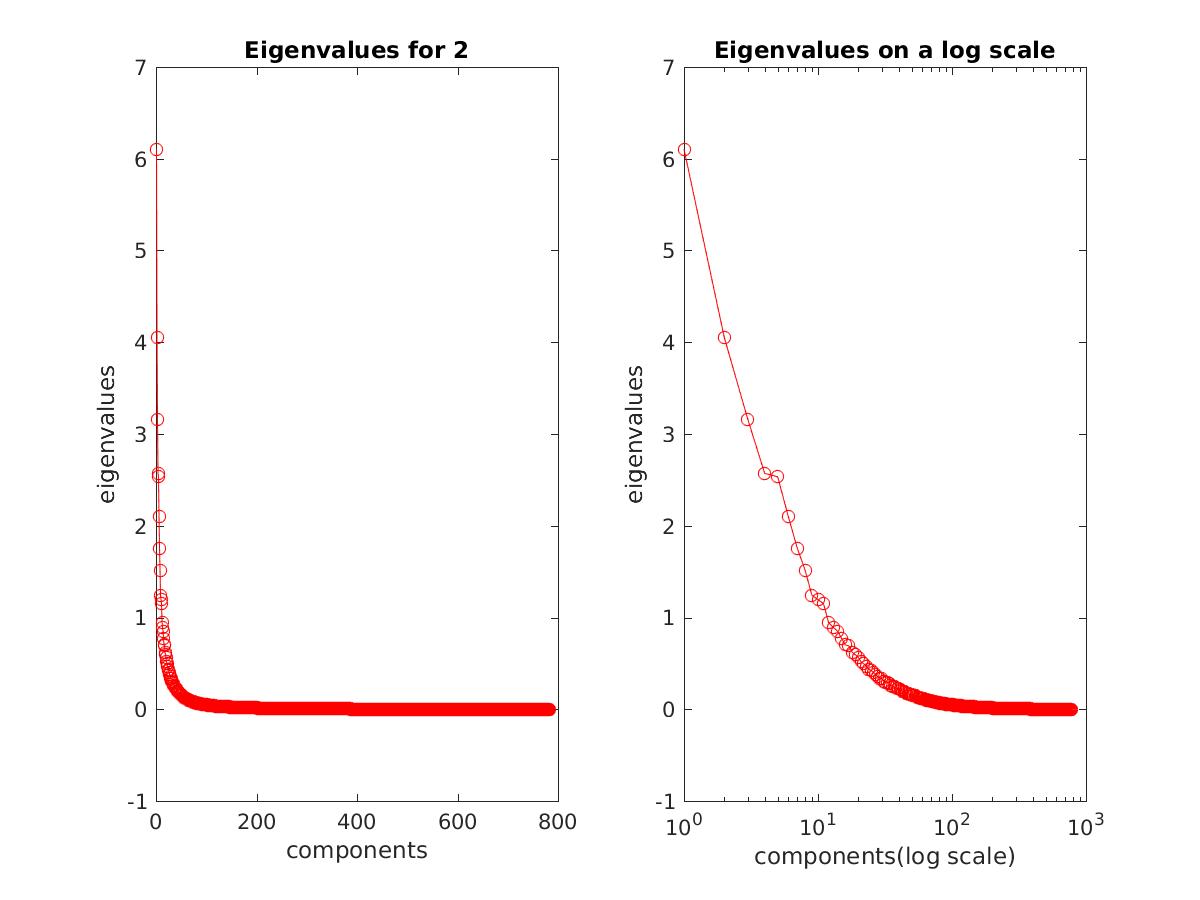 Eigenvalues for 2
7
6
5
4
3
2
1
0
-1
eigenvalues
0 200 400 600 800
components
Eigenvalues on a log scale
7
6
5
4
3
2
1
0
-1
eigenvalues
10^0 10^1 10^2 10^3
components(log scale)